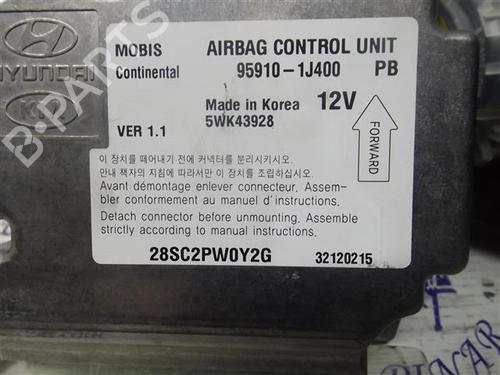 HYUNDAI
KIA
MOBIS AIRBAG CONTROL UNIT
Continental 95910-1J400 PB
Made in Korea 12V
VER 1.1 5WK43928
FORWARD
이 장치를 떼어내기 전에 커넥터를 분리시키시오.
안내 책자의 지침에 따라서만 이 장치를 조립하십시오.
Avant démontage enlever connecteur. Assem-
bler conformement au manuel d'instructions.
Detach connector before unmounting. Assemble
strictly according to manual instructions.
28SC2PW0Y2G 32120215
B-PARTS